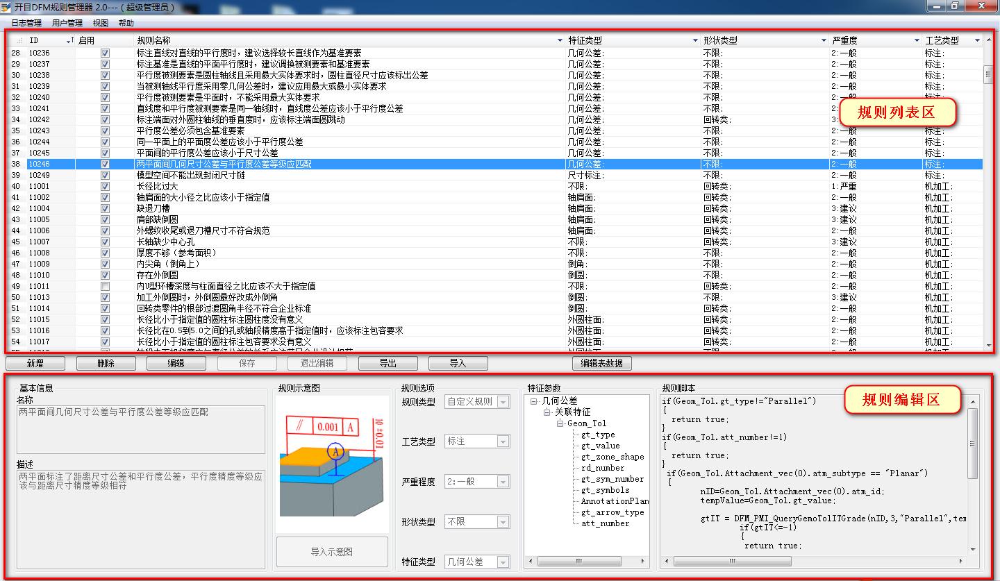 开目DFM规则管理器 2.0---（超级管理员）
日志管理 用户管理 视图 帮助
ID 启用 规则名称 特征类型 形状类型 严重度 工艺类型
28 10236 标注直线对直线的平行度时，建议选择较长直线作为基准要素 几何公差; 不限; 2:一般 标注;
29 10237 标注基准是直线的平面平行度时，建议调换被测要素和基准要素 几何公差; 不限; 2:一般 标注;
30 10238 平行度被测要素是圆柱轴线且采用最大实体要求时，圆柱直径尺寸应该标出公差 几何公差; 不限; 2:一般 标注;
31 10239 当被测轴线平行度采用零几何公差时，建议应用最大或最小实体要求 几何公差; 不限; 2:一般 标注;
32 10240 平行度被测要素是平面时，不能采用最大实体要求 几何公差; 不限; 2:一般 标注;
33 10241 直线度和平行度被测要素是同一轴线时，直线度公差应该小于平行度公差 几何公差; 不限; 2:
34 10242 标注端面对外圆柱轴线的垂直度时，应该标注端面圆跳动 几何公差; 回转类; 3:
规则列表区
35 10243 平行度公差必须包含基准要素 几何公差; 不限; 2:一般 标注;
36 10244 同一平面上的平面度公差应该小于平行度公差 几何公差; 不限; 2:一般 标注;
37 10245 平面间的平行度公差应该小于尺寸公差 几何公差; 不限; 2:一般 标注;
38 10246 两平面间几何尺寸公差与平行度公差等级应匹配 几何公差; 不限; 2:一般 标注;
39 10249 模型空间不能出现封闭尺寸链 尺寸标注; 不限; 2:一般 标注;
40 11001 长径比过大 不限; 回转类; 1:严重 机加工;
41 11002 轴肩面的大小径之比应该小于指定值 轴肩面; 回转类; 2:一般 机加工;
42 11004 缺退刀槽 轴肩面; 回转类; 3:建议 机加工;
43 11005 肩部缺倒圆 轴肩面; 回转类; 3:建议 机加工;
44 11006 外螺纹收尾或退刀槽尺寸不符合规范 轴肩面; 回转类; 2:一般 机加工;
45 11007 长轴缺少中心孔 不限; 回转类; 3:建议 机加工;
46 11008 厚度不够（参考面积） 不限; 不限; 2:一般 机加工;
47 11009 内尖角（倒角上） 倒角; 不限; 2:一般 机加工;
48 11010 存在外倒圆 倒圆; 不限; 2:一般 机加工;
49 11011 内U型环槽深度与柱面直径之比应该不大于指定值 不限; 回转类; 2:一般 机加工;
50 11013 加工外倒圆时，外倒圆最好改成外倒角 倒圆; 不限; 3:建议 机加工;
51 11014 回转类零件的根部过渡圆角半径不符合企业标准 倒圆; 回转类; 2:一般 机加工;
52 11015 长径比小于指定值的圆柱标注圆柱度没有意义 外圆柱面; 回转类; 2:一般 机加工;
53 11016 长径比在0.5到5.0之间的孔或轴段精度高于指定值时，应该标注包容要求 外圆柱面; 回转类; 2:一般 机加工;
54 11017 长径比小于指定值的圆柱标注包容要求没有意义 外圆柱面; 回转类; 2:一般 机加工;
新增 删除 编辑 保存 退出编辑 导出 导入 编辑表数据
基本信息
名称
两平面间几何尺寸公差与平行度公差等级应匹配
描述
两平面标注了距离尺寸公差和平行度公差，平行度精度等级应
该与距离尺寸精度等级相符
规则示意图
// 0.001 A
10±0.01
A
导入示意图
规则选项
规则类型 自定义规则
工艺类型 标注
严重程度 2:一般
形状类型 不限
特征类型 几何公差
特征参数
几何公差
关联特征
Geom_Tol
gt_type
gt_value
gt_zone_shape
rd_number
gt_sym_number
gt_symbols
AnnotationPlan
gt_arrow_type
att_number
规则脚本
规则编辑区
if(Geom_Tol.gt_type!="Parallel")
{
return true;
}
if(Geom_Tol.att_number!=1)
{
return true;
}
if(Geom_Tol.Attachment_vec(0).atm_subtype == "Planar")
{
nID=Geom_Tol.Attachment_vec(0).atm_id;
tempValue=Geom_Tol.gt_value;
gtIT = DFM_PMI_QueryGemoTolITGrade(nID,3,"Parallel",tem
if(gtIT<=-1)
{
return true;